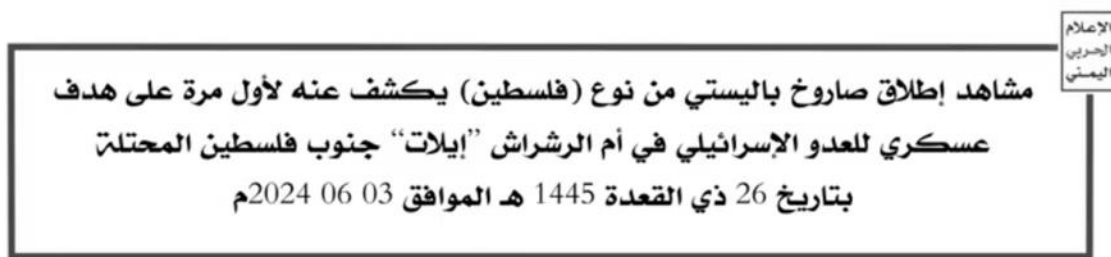 الإعلام
الحربي
اليمني
مشاهد إطلاق صاروخ باليستي من نوع (فلسطين) يكشف عنه لأول مرة على هدف
عسكري للعدو الإسرائيلي في أم الرشراش "إيلات" جنوب فلسطين المحتلة
بتاريخ 26 ذي القعدة 1445 هـ الموافق 03 06 2024م